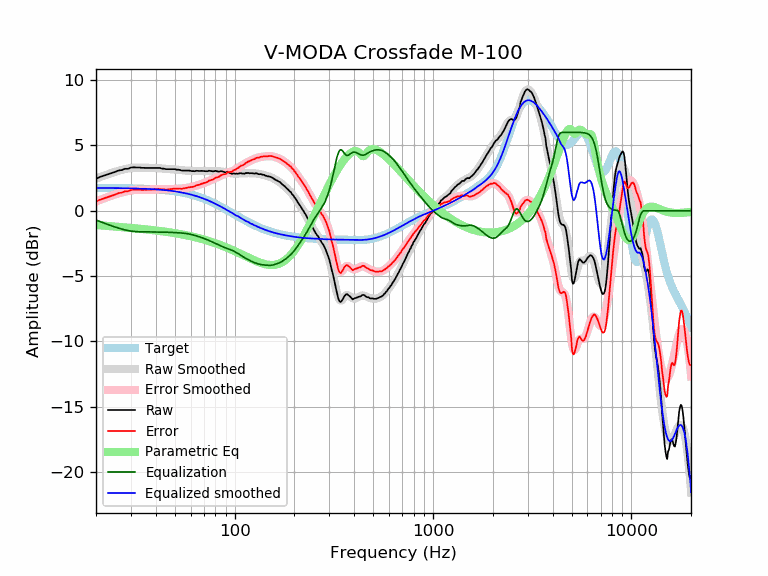 V-MODA Crossfade M-100
10
5
0
−5
−10
−15
−20
Amplitude (dBr)
Target
Raw Smoothed
Error Smoothed
Raw
Error
Parametric Eq
Equalization
Equalized smoothed
100 1000 10000
Frequency (Hz)